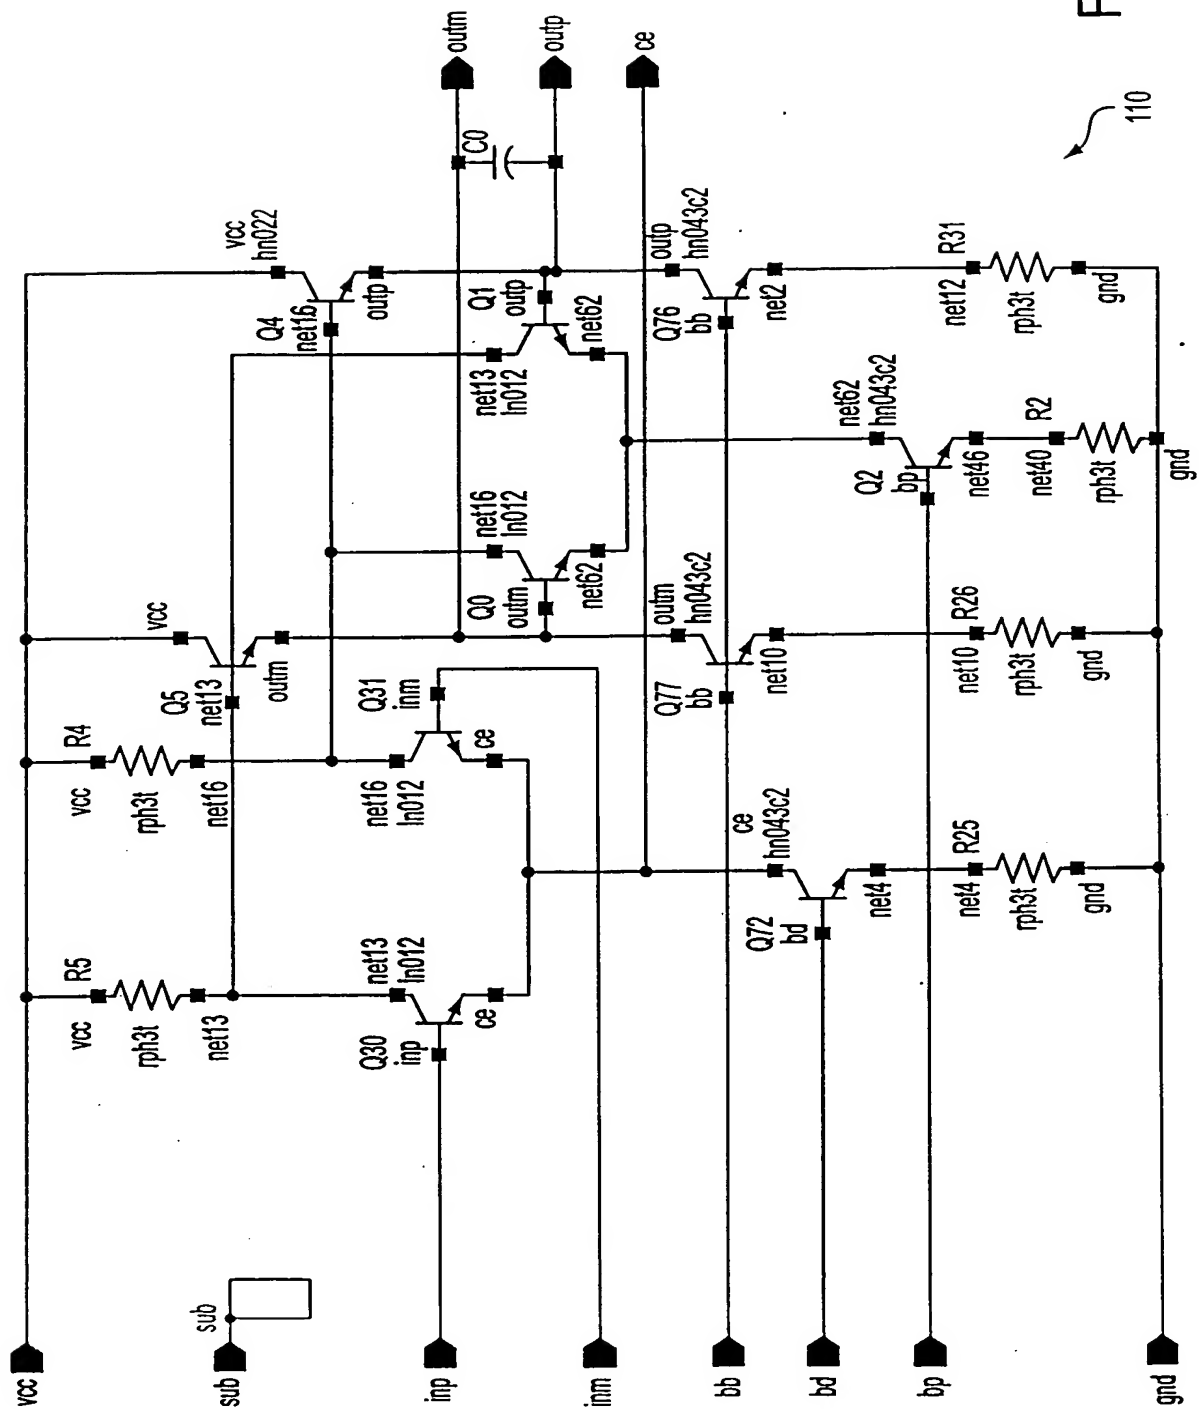 vcc
sub
inp
inm
bb
bd
bp
gnd
sub
R5
vcc
rph3t
net13
R4
vcc
rph3t
net16
Q5
net13
vcc
outm
Q4
net16
vcc
hn022
outp
Q30
inp
net13
ln012
ce
Q31
inm
net16
ln012
ce
Q0
outm
net16
ln012
net62
Q1
outp
net13
ln012
net62
C0
outm
outp
ce
Q72
bd
ce
hn043c2
net4
Q77
bb
outm
hn043c2
net10
Q2
bp
net62
hn043c2
net46
Q76
bb
outp
hn043c2
net2
net4
R25
rph3t
gnd
net10
R26
rph3t
gnd
net40
R2
rph3t
gnd
net12
R31
rph3t
gnd
110
F